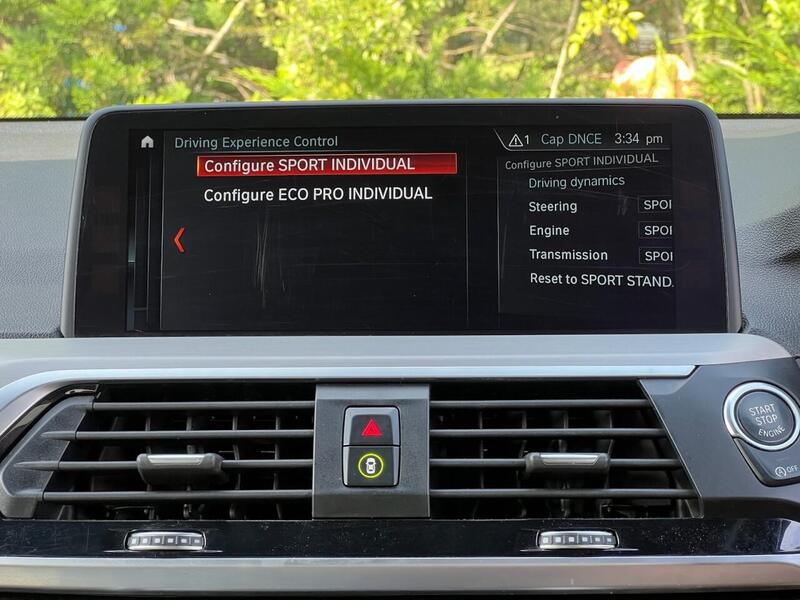 Driving Experience Control
1 Cap DNCE 3:34 pm
Configure SPORT INDIVIDUAL
Configure ECO PRO INDIVIDUAL
Configure SPORT INDIVIDUAL
Driving dynamics
Steering SPOI
Engine SPOI
Transmission SPOI
Reset to SPORT STAND.
START
STOP
ENGINE
OFF